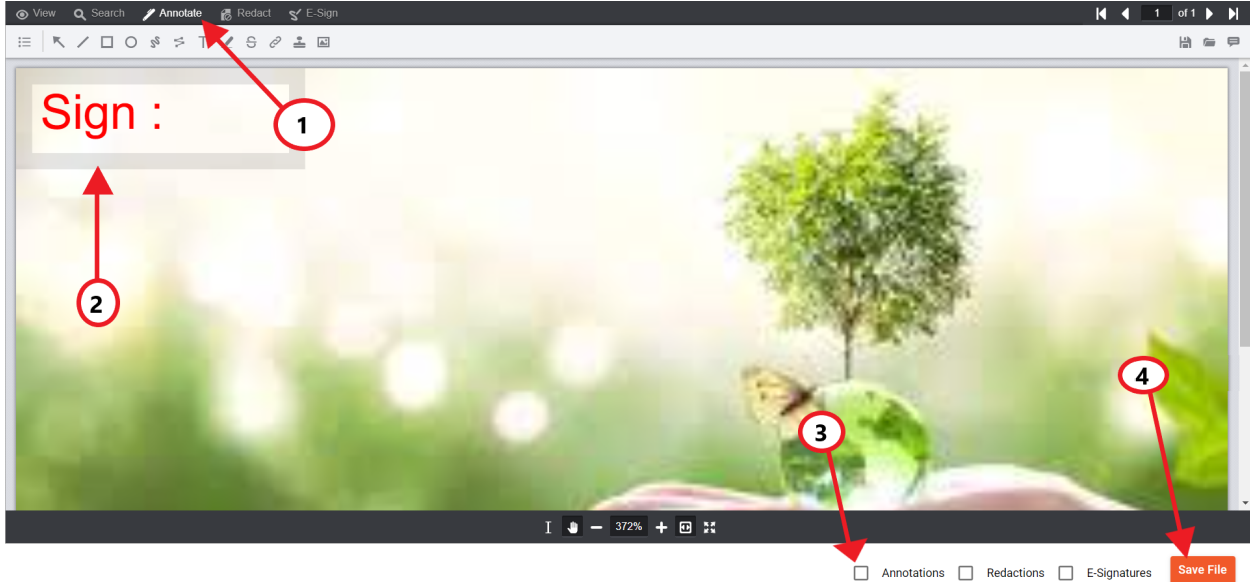 View Search Annotate Redact E-Sign 1 of 1
T S
Sign :
1
2
3
4
372%
Annotations Redactions E-Signatures Save File